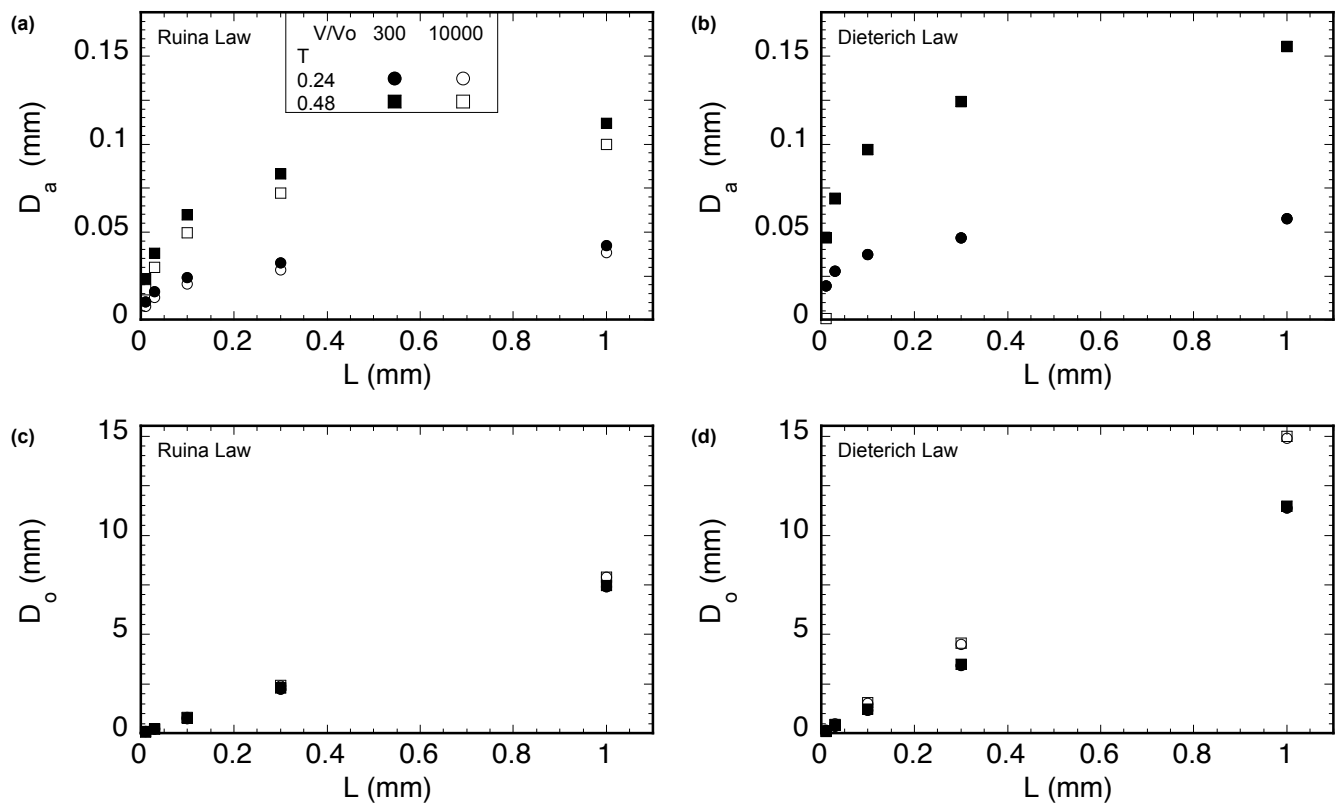 (a)
Ruina Law
V/Vo 300 10000
T
0.24
0.48
0.15
0.1
0.05
0
D_a (mm)
0 0.2 0.4 0.6 0.8 1
L (mm)
(b)
Dieterich Law
0.15
0.1
0.05
0
D_a (mm)
0 0.2 0.4 0.6 0.8 1
L (mm)
(c)
Ruina Law
15
10
5
0
D_o (mm)
0 0.2 0.4 0.6 0.8 1
L (mm)
(d)
Dieterich Law
15
10
5
0
D_o (mm)
0 0.2 0.4 0.6 0.8 1
L (mm)